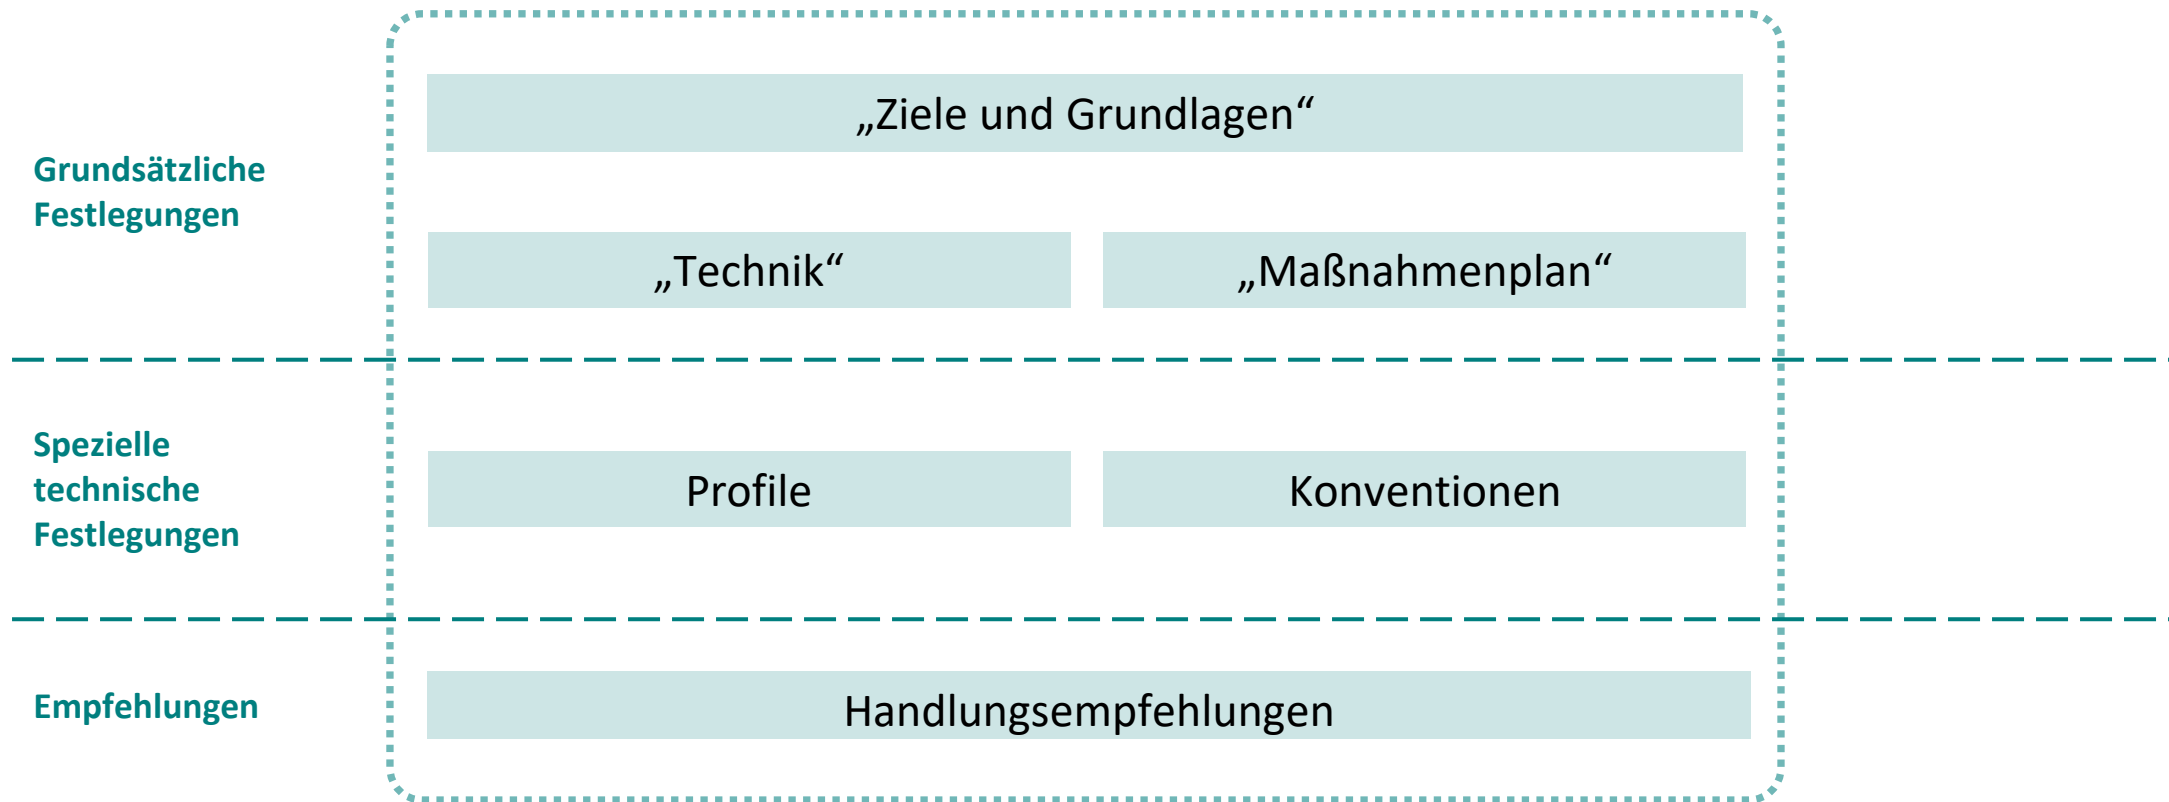 Grundsätzliche
Festlegungen
„Ziele und Grundlagen“
„Technik“
„Maßnahmenplan“
Spezielle
technische
Festlegungen
Profile
Konventionen
Empfehlungen
Handlungsempfehlungen